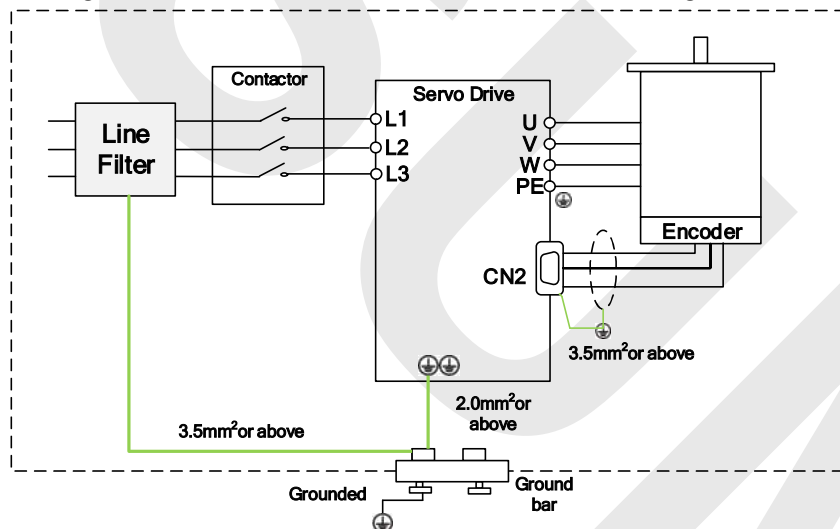 Contactor
Servo Drive
Line
Filter
L1
L2
L3
U
V
W
PE
Encoder
CN2
3.5mm²or above
2.0mm²or
above
3.5mm²or above
Grounded
Ground
bar